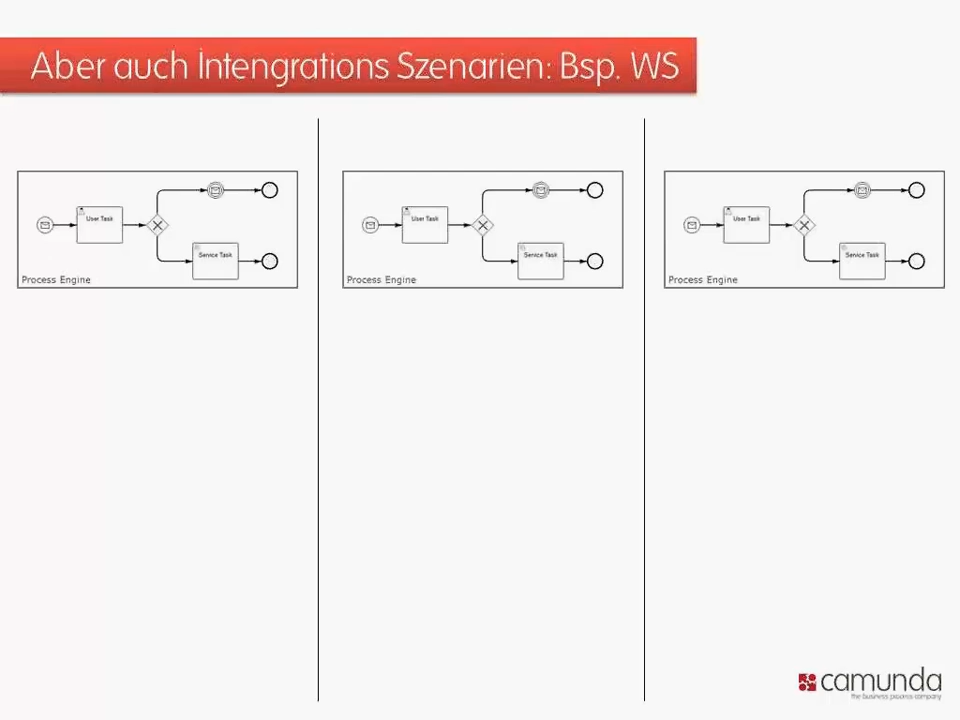 Aber auch Intengrations Szenarien: Bsp. WS
User Task
Service Task
Process Engine
User Task
Service Task
Process Engine
User Task
Service Task
Process Engine
camunda
the business process company